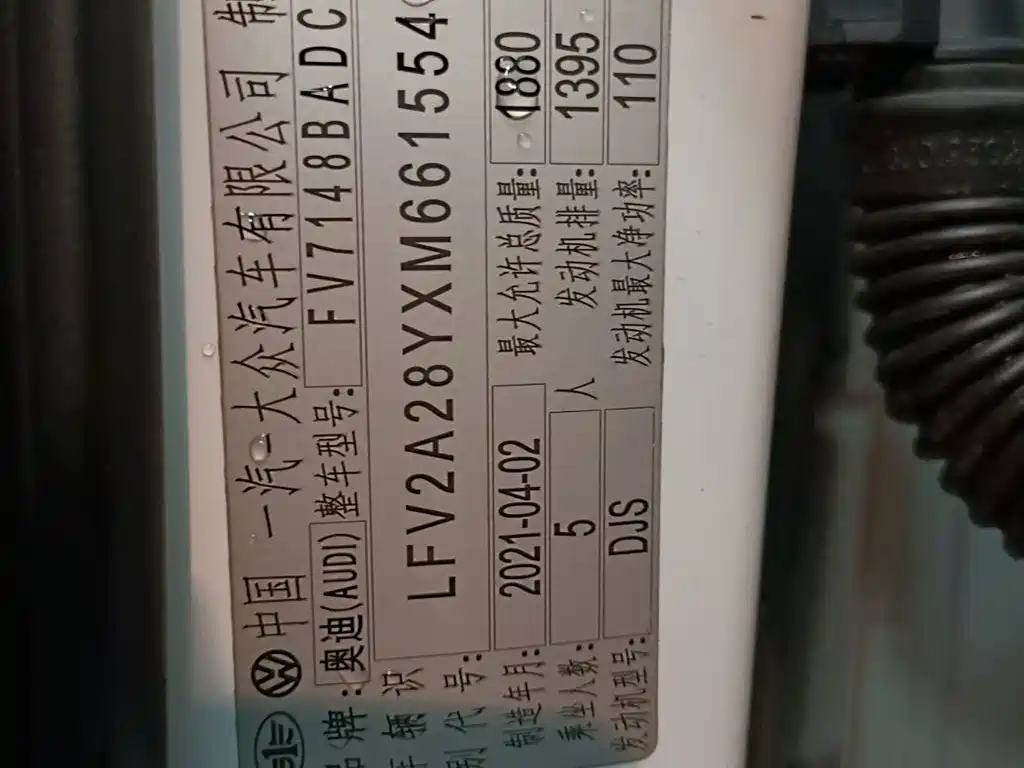 中国 一汽-大众汽车有限公司 制
品牌: 奥迪(AUDI) 整车型号: FV7148BADC
车辆识别代号: LFV2A28YXM661554
制造年月: 2021-04-02 最大允许总质量: 1880
乘坐人数: 5 人 发动机排量: 1395
发动机型号: DJS 发动机最大净功率: 110